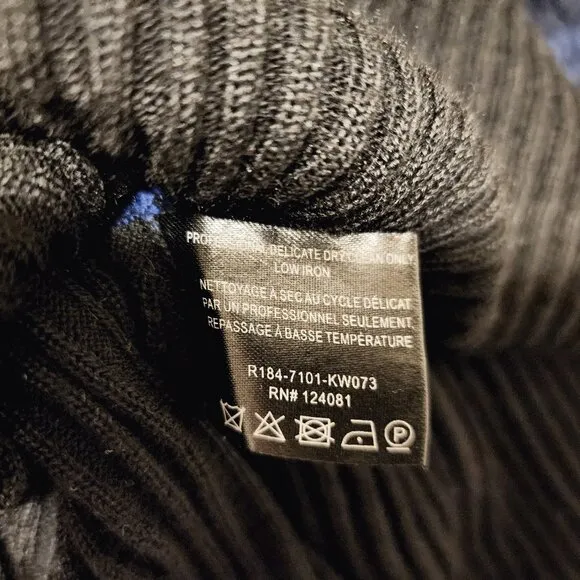 PROFESSIONAL DELICATE DRY CLEAN ONLY
LOW IRON
NETTOYAGE À SEC AU CYCLE DÉLICAT
PAR UN PROFESSIONNEL SEULEMENT.
REPASSAGE À BASSE TEMPÉRATURE
R184-7101-KW073
RN# 124081
P